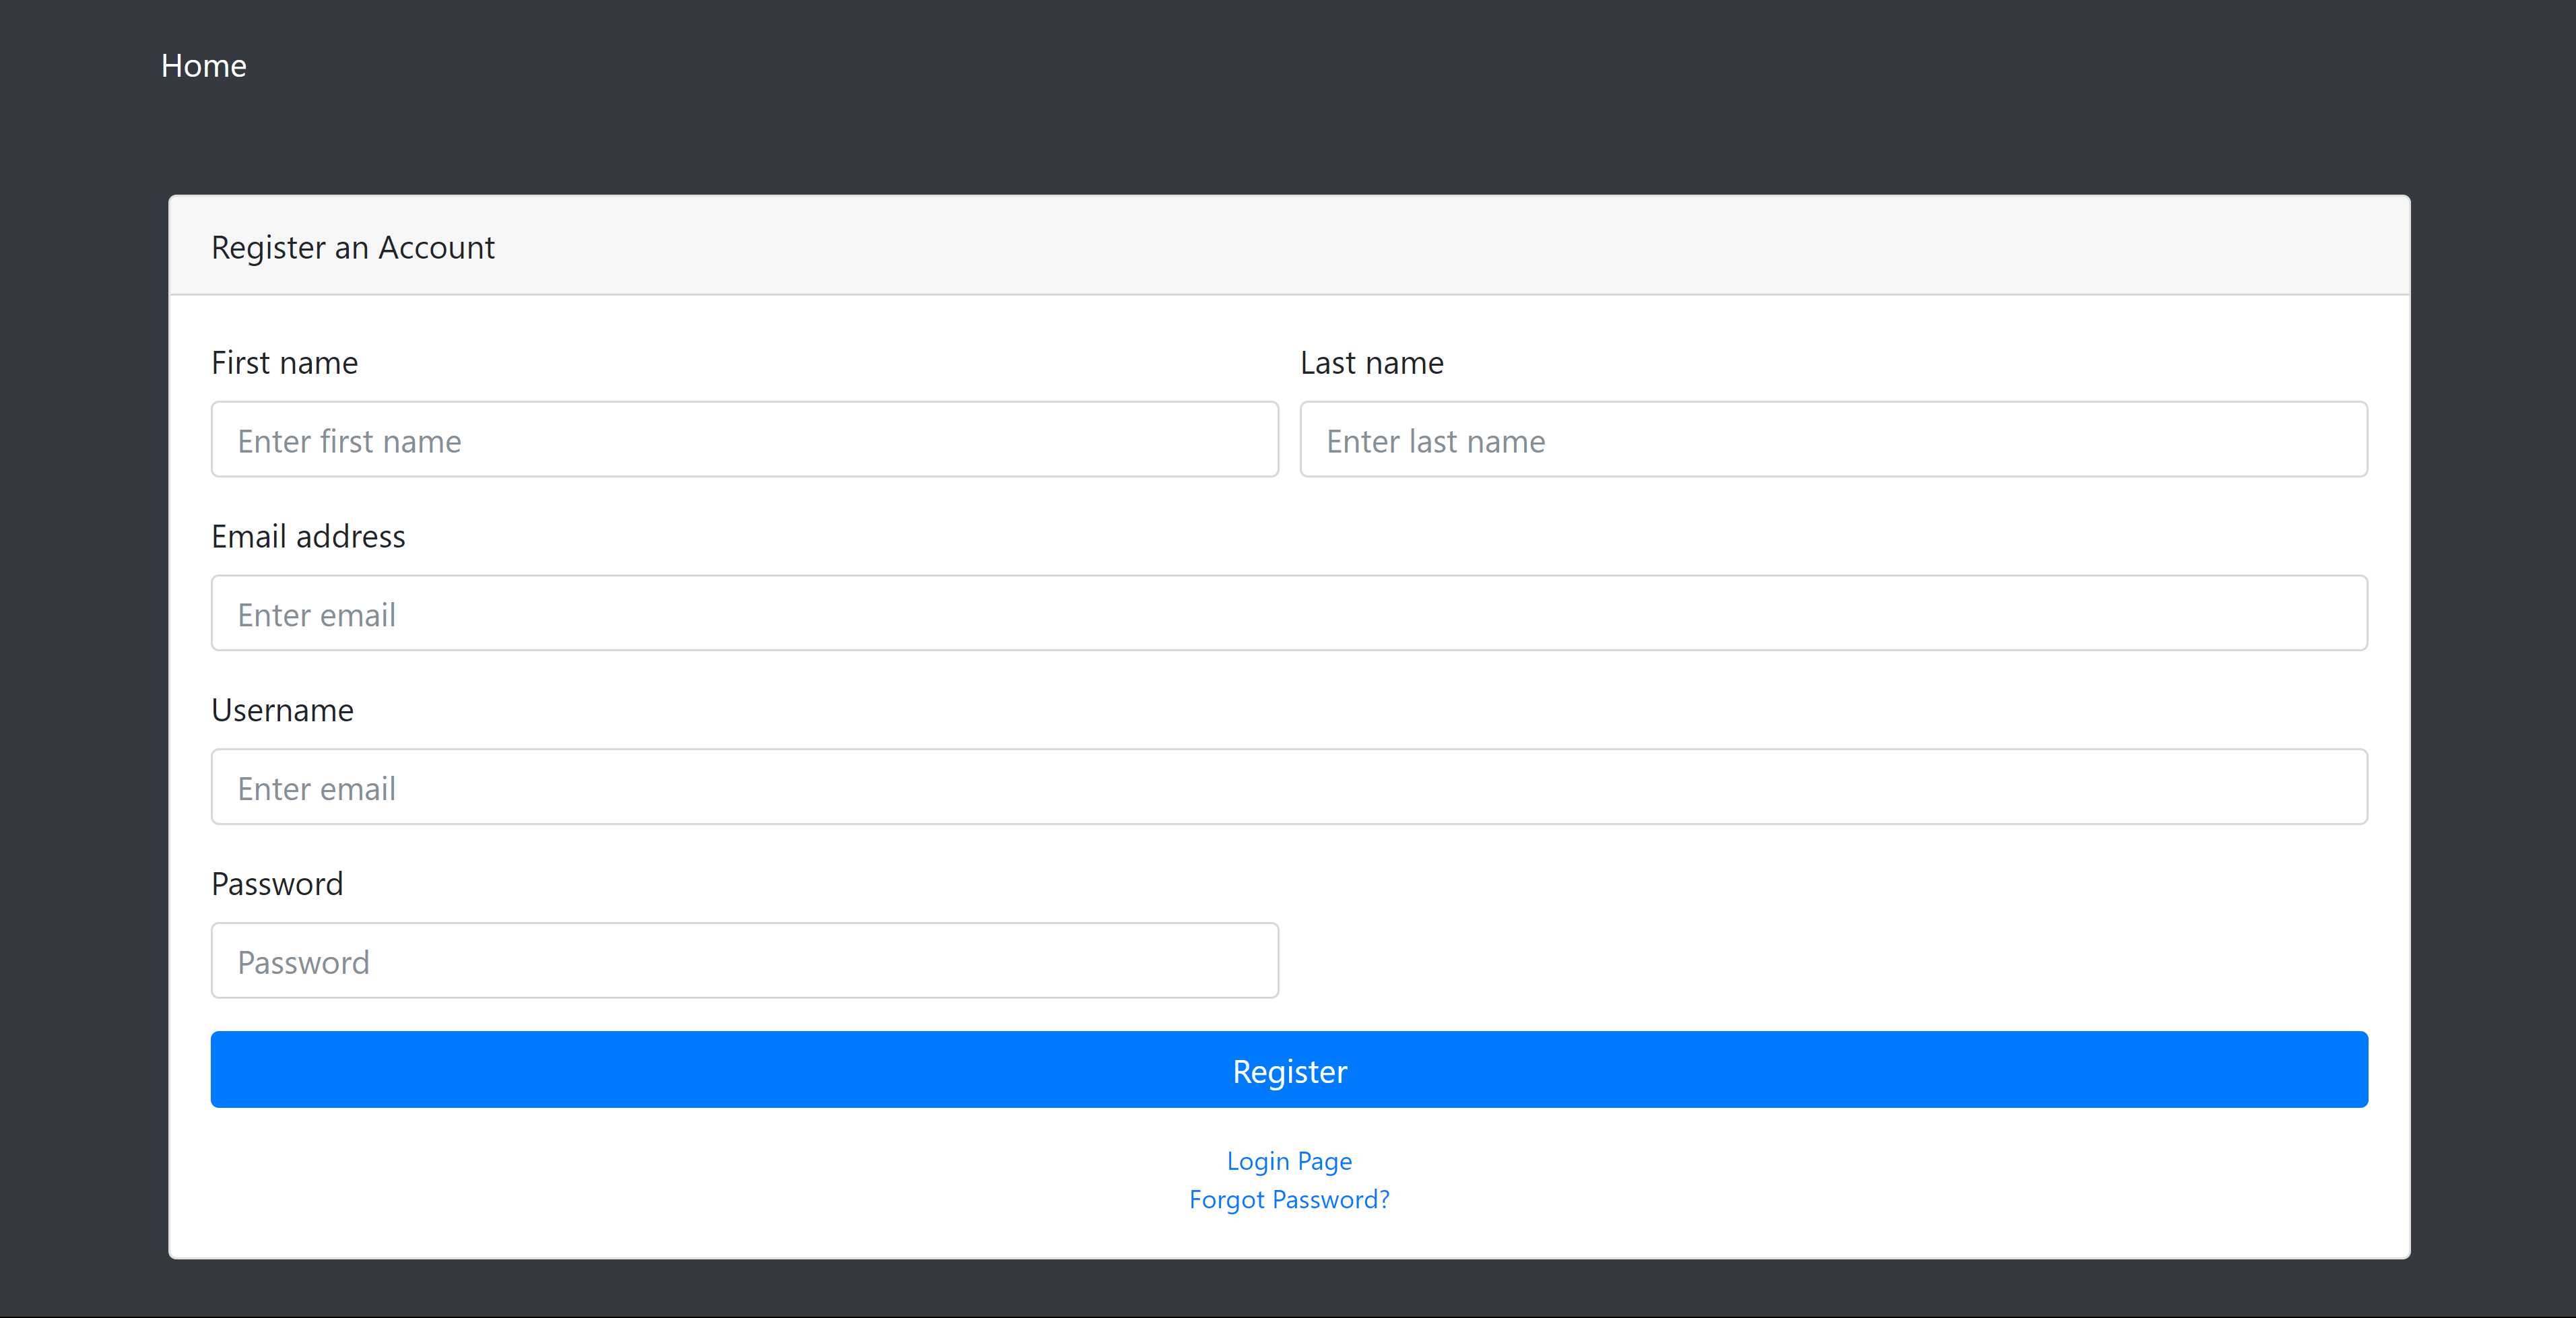 Home
Register an Account
First name Last name
Enter first name Enter last name
Email address
Enter email
Username
Enter email
Password
Password
Register
Login Page
Forgot Password?